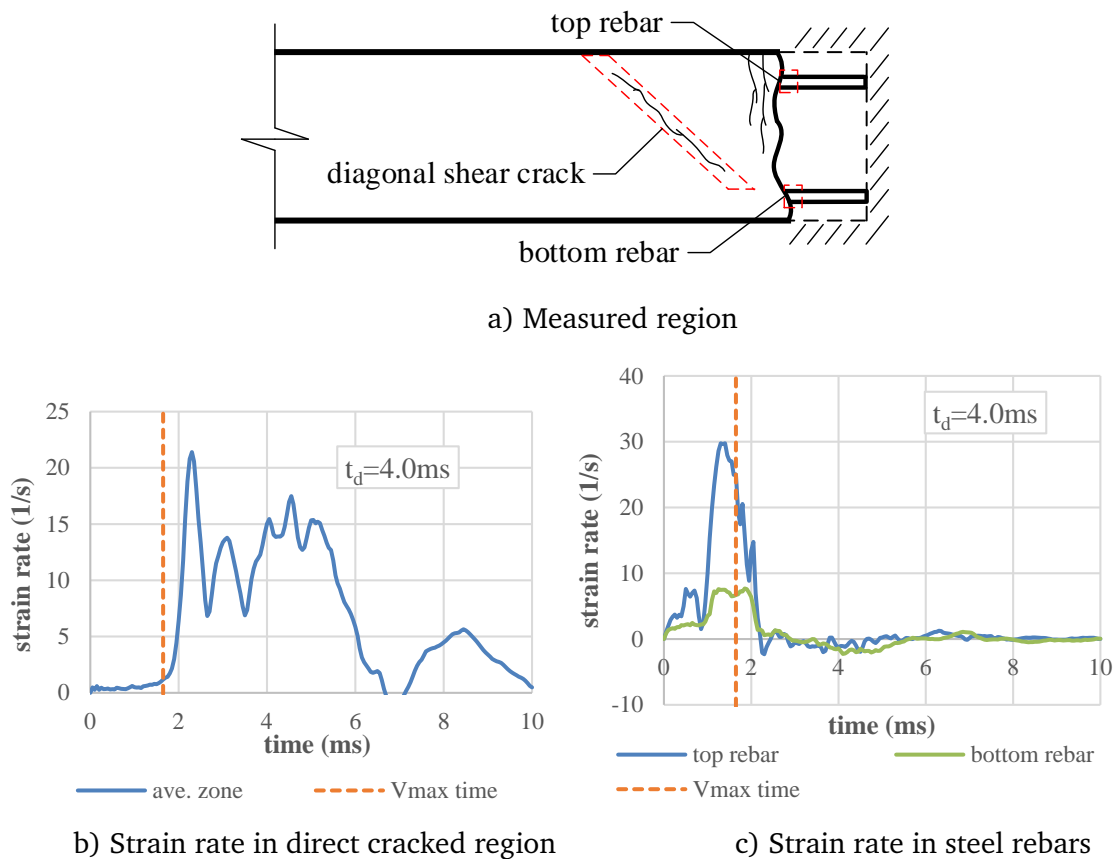 top rebar
diagonal shear crack
bottom rebar
a) Measured region
25
20
15
10
5
0
strain rate (1/s)
t_d=4.0ms
0 2 4 6 8 10
time (ms)
ave. zone Vmax time
b) Strain rate in direct cracked region
40
30
20
10
0
-10
strain rate (1/s)
t_d=4.0ms
0 2 4 6 8 10
time (ms)
top rebar bottom rebar
Vmax time
c) Strain rate in steel rebars